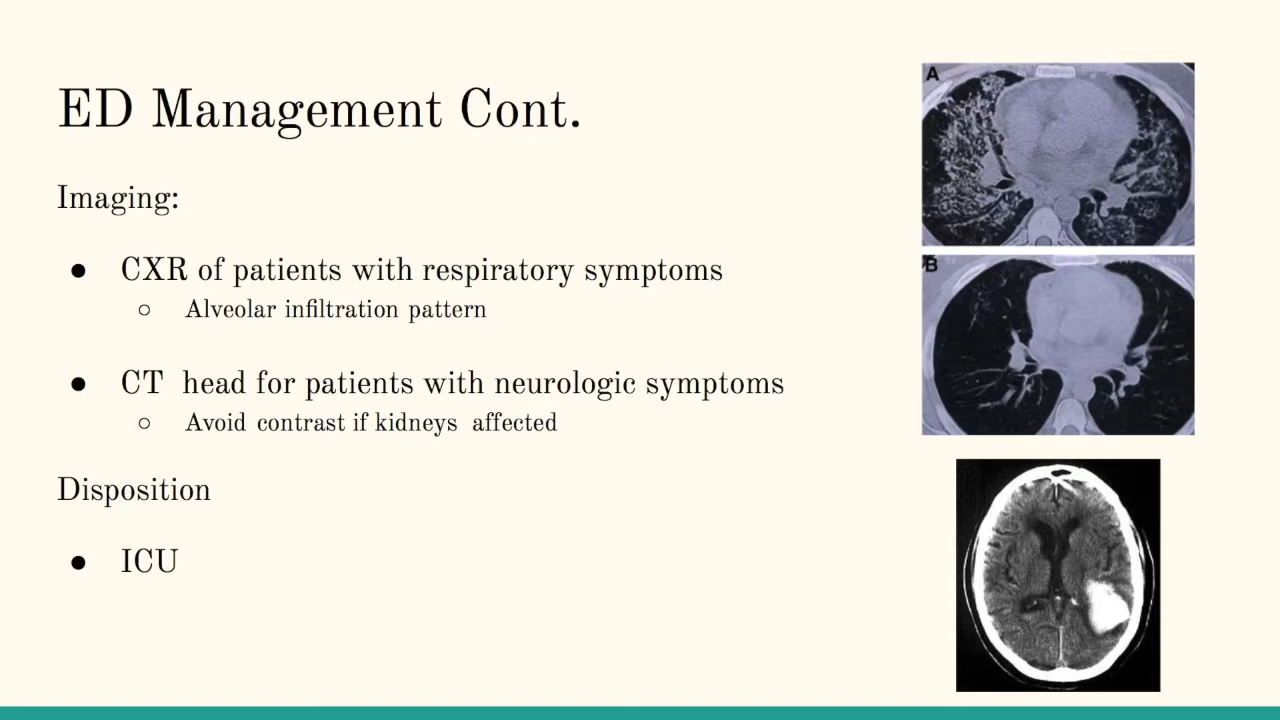 ED Management Cont.
Imaging:
● CXR of patients with respiratory symptoms
○ Alveolar infiltration pattern
● CT head for patients with neurologic symptoms
○ Avoid contrast if kidneys affected
Disposition
● ICU
A
B